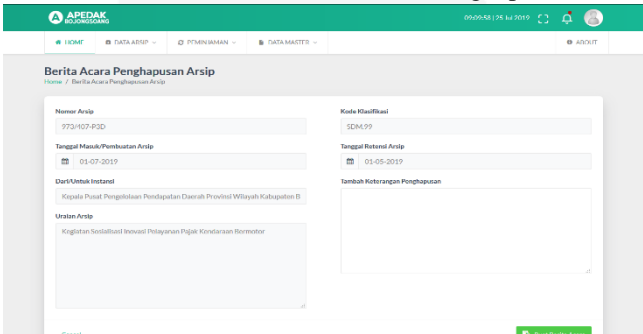 APEDAK
BOJONGSOANG
09:09:58 | 25 Jul 2019
HOME DATA ARSIP PEMINJAMAN DATA MASTER ABOUT
Berita Acara Penghapusan Arsip
Home / Berita Acara Penghapusan Arsip
Nomor Arsip
973/407-P3D
Kode Klasifikasi
SDM.99
Tanggal Masuk/Pembuatan Arsip
01-07-2019
Tanggal Retensi Arsip
01-05-2019
Dari/Untuk Instansi
Kepala Pusat Pengelolaan Pendapatan Daerah Provinsi Wilayah Kabupaten B
Tambah Keterangan Penghapusan
Uraian Arsip
Kegiatan Sosialisasi Inovasi Pelayanan Pajak Kendaraan Bermotor